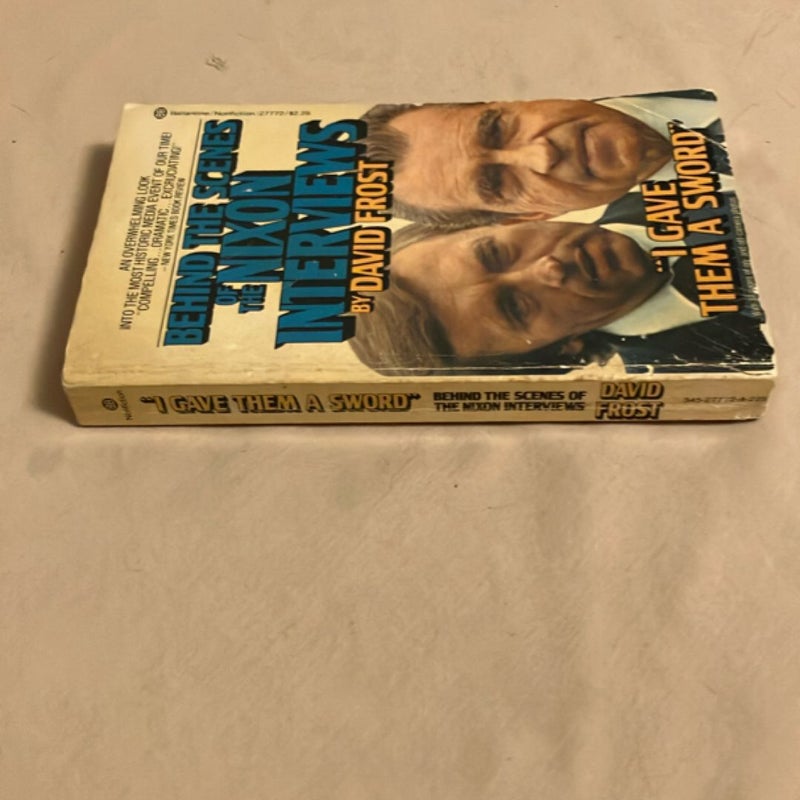 Ballantine/Nonfiction/27772/$2.25
AN OVERWHELMING LOOK
INTO THE MOST HISTORIC MEDIA EVENT OF OUR TIME!
"COMPELLING...DRAMATIC...EXCRUCIATING!"
—NEW YORK TIMES BOOK REVIEW
BEHIND THE SCENES
OF THE NIXON
INTERVIEWS
BY DAVID FROST
"I GAVE
THEM A SWORD"
Nonfiction
"I GAVE THEM A SWORD"
BEHIND THE SCENES OF
THE NIXON INTERVIEWS
DAVID
FROST